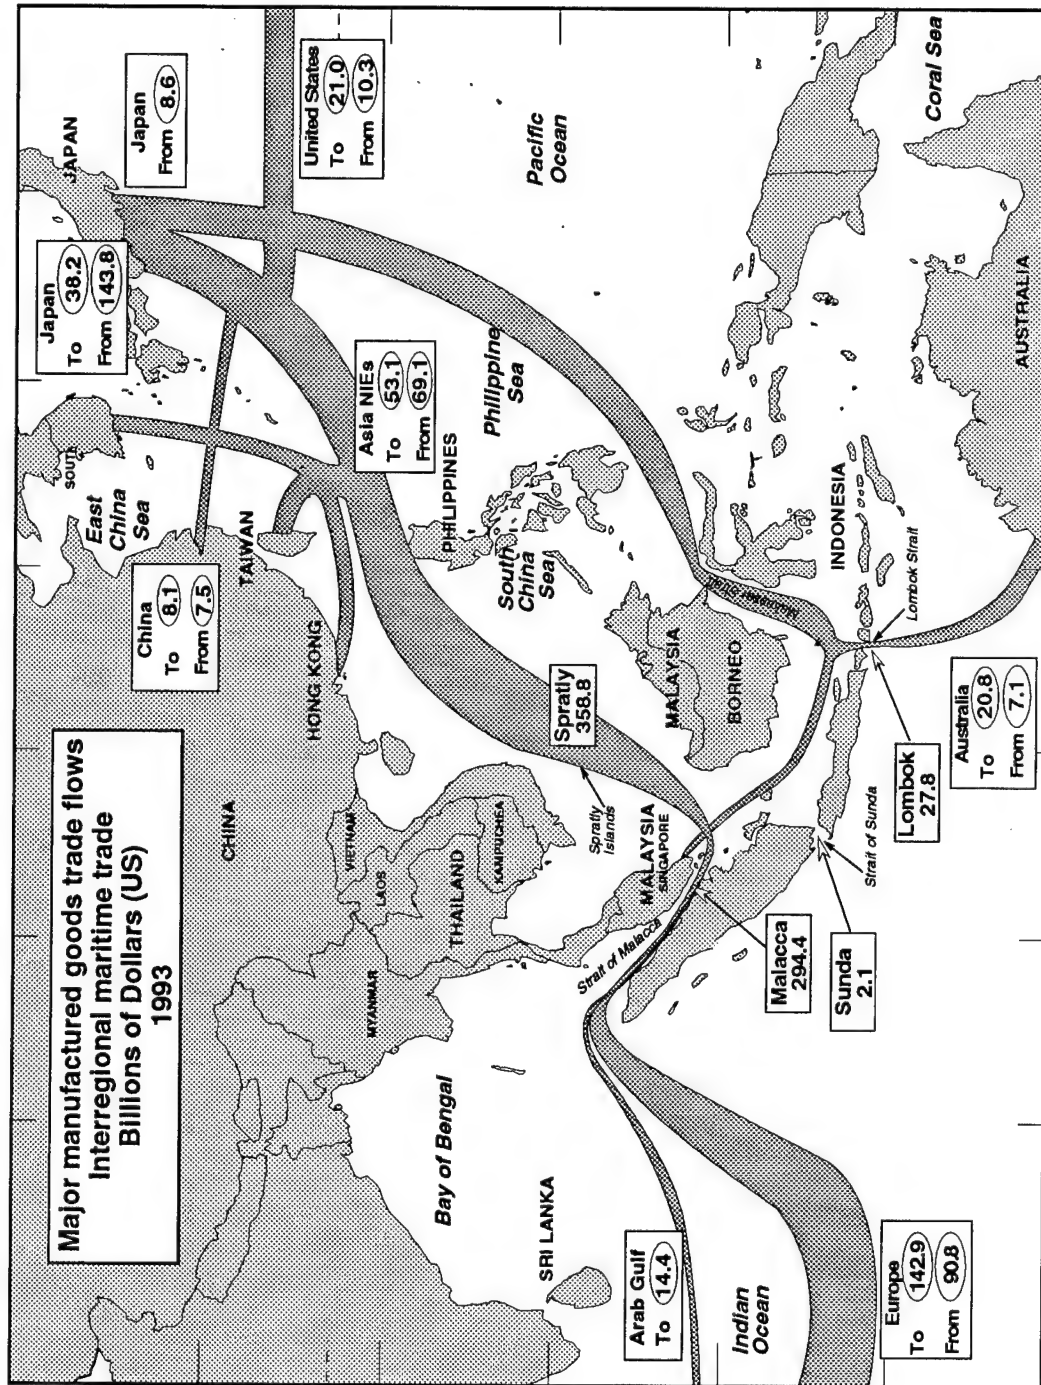 Major manufactured goods trade flows
Interregional maritime trade
Billions of Dollars (US)
1993
JAPAN
Japan
To 38.2
From 143.8
Japan
From 8.6
United States
To 21.0
From 10.3
SOUTH
East
China
Sea
China
To 8.1
From 7.5
Asia NIEs
To 53.1
From 69.1
CHINA
TAIWAN
HONG KONG
Pacific
Ocean
Philippine
Sea
PHILIPPINES
South
China
Sea
VIETNAM
LAOS
THAILAND
KAMPUCHEA
MYANMAR
Spratly
358.8
Spratly
Islands
Bay of Bengal
SRI LANKA
MALAYSIA
SINGAPORE
Strait of Malacca
MALAYSIA
BORNEO
Makassar Strait
INDONESIA
Lombok Strait
Coral Sea
AUSTRALIA
Arab Gulf
To 14.4
Indian
Ocean
Malacca
294.4
Sunda
2.1
Strait of Sunda
Lombok
27.8
Australia
To 20.8
From 7.1
Europe
To 142.9
From 90.8